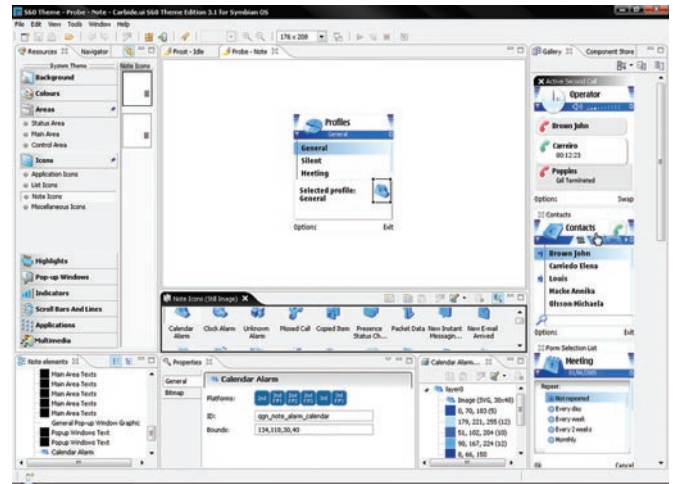 S60 Theme - Probe - Note - Carbide.ui S60 Theme Edition 3.1 for Symbian OS
File Edit View Tools Window Help
176 x 208
Resources
Navigator
System Theme
Background
Colours
Areas
Status Area
Main Area
Control Area
Icons
Application Icons
List Icons
Note Icons
Miscellaneous Icons
Highlights
Pop-up Windows
Indicators
Scroll Bars And Lines
Applications
Multimedia
Note Icons
Frost - Idle
Probe - Note
Profiles
General
General
Silent
Meeting
Selected profile:
General
Options
Exit
Note Icons (Still Image)
Calendar Alarm
Clock Alarm
Unknown Alarm
Missed Call
Copied Item
Presence Status Ch...
Packet Data
New Instant Messagin...
New E-mail Arrived
Note elements
Main Area Texts
Main Area Texts
Main Area Texts
Main Area Texts
General Pop-up Window Graphic
Popup Windows Text
Popup Windows Text
Calendar Alarm
Properties
General
Bitmap
Calendar Alarm
Platforms:
ID:
qgn_note_alarm_calendar
Bounds:
134,118,30,40
Calendar Alarm...
layer0
Image (SVG, 30x40)
0, 70, 183 (5)
179, 221, 255 (12)
51, 102, 204 (10)
90, 167, 224 (12)
8, 66, 150
Gallery
Component Store
Active Second Call
Operator
Brown John
Carreiro
00:12:23
Poppins
Call Terminated
Options
Swap
Contacts
Contacts
Brown John
Carriedo Elena
Louis
Macke Annika
Olsson Michaela
Options
Exit
Form Selection List
Meeting
01/06/2005
Repeat:
Not repeated
Every day
Every week
Every 2 weeks
Monthly
Ok
Cancel